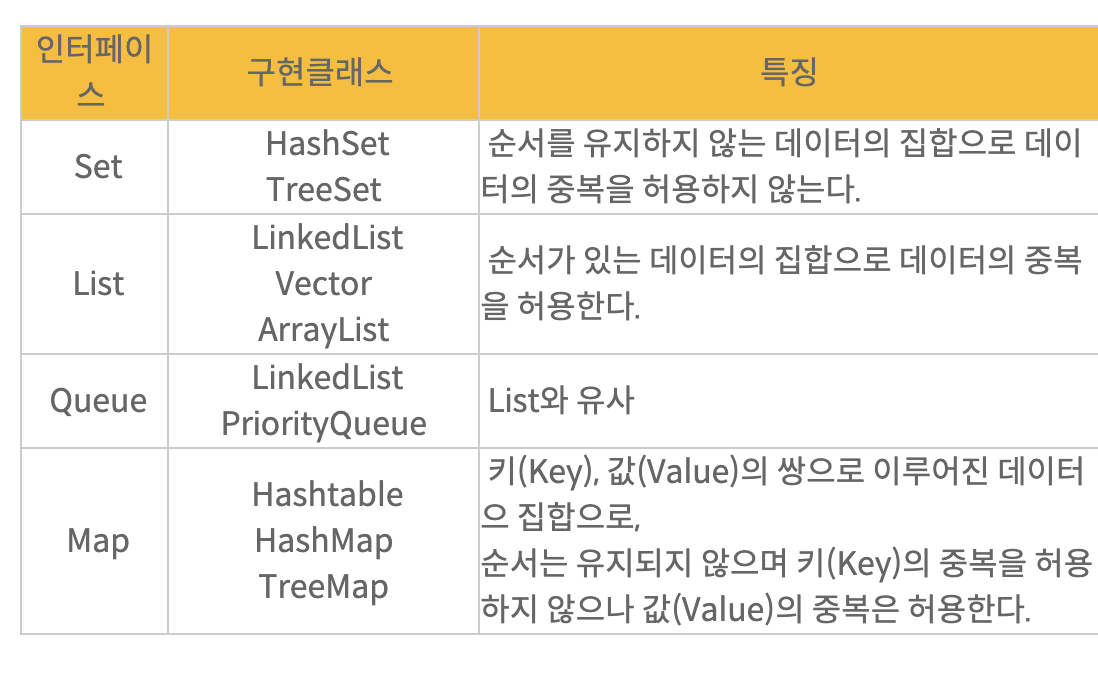 인터페이
스
구현클래스
특징
Set
HashSet
TreeSet
순서를 유지하지 않는 데이터의 집합으로 데이
터의 중복을 허용하지 않는다.
List
LinkedList
Vector
ArrayList
순서가 있는 데이터의 집합으로 데이터의 중복
을 허용한다.
Queue
LinkedList
PriorityQueue
List와 유사
Map
Hashtable
HashMap
TreeMap
키(Key), 값(Value)의 쌍으로 이루어진 데이터
으 집합으로,
순서는 유지되지 않으며 키(Key)의 중복을 허용
하지 않으나 값(Value)의 중복은 허용한다.